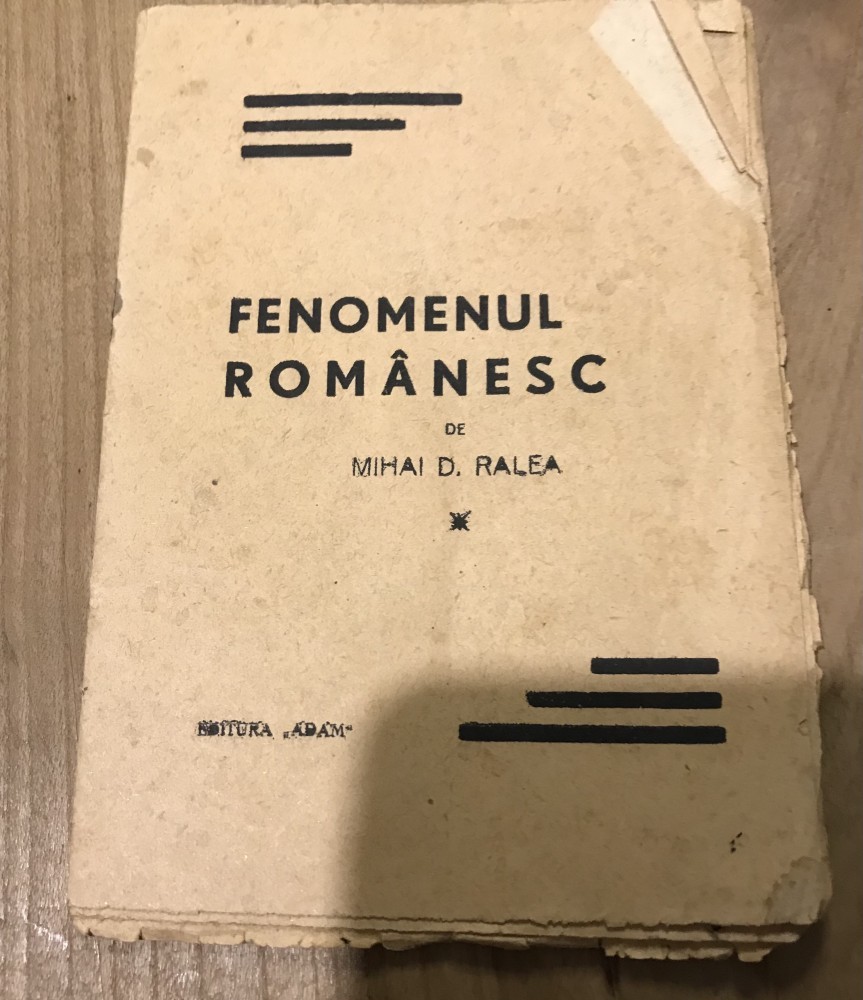 FENOMENUL
ROMÂNESC
DE
MIHAI D. RALEA
EDITURA „ADAM“